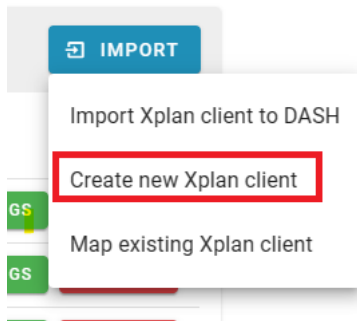 IMPORT
Import Xplan client to DASH
Create new Xplan client
GS
Map existing Xplan client
GS